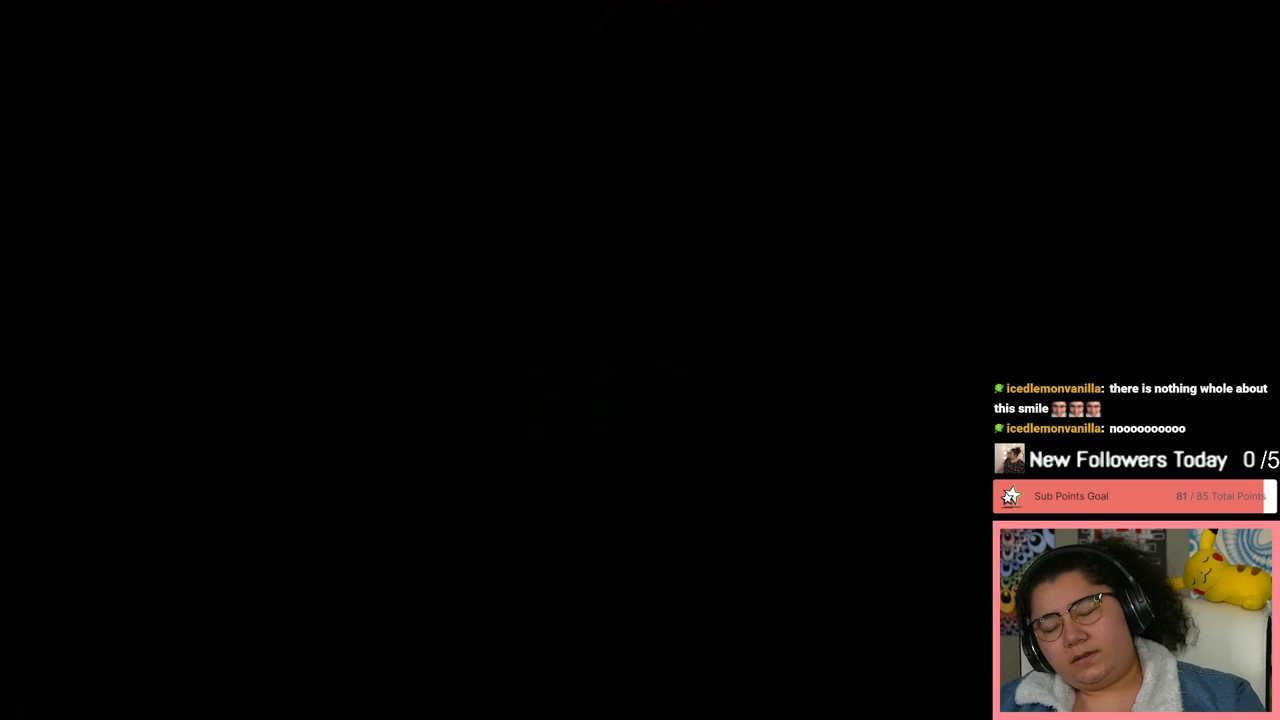 icedlemonvanilla: there is nothing whole about
this smile
icedlemonvanilla: noooooooooo
New Followers Today 0 /5
Sub Points Goal 81 / 85 Total Points